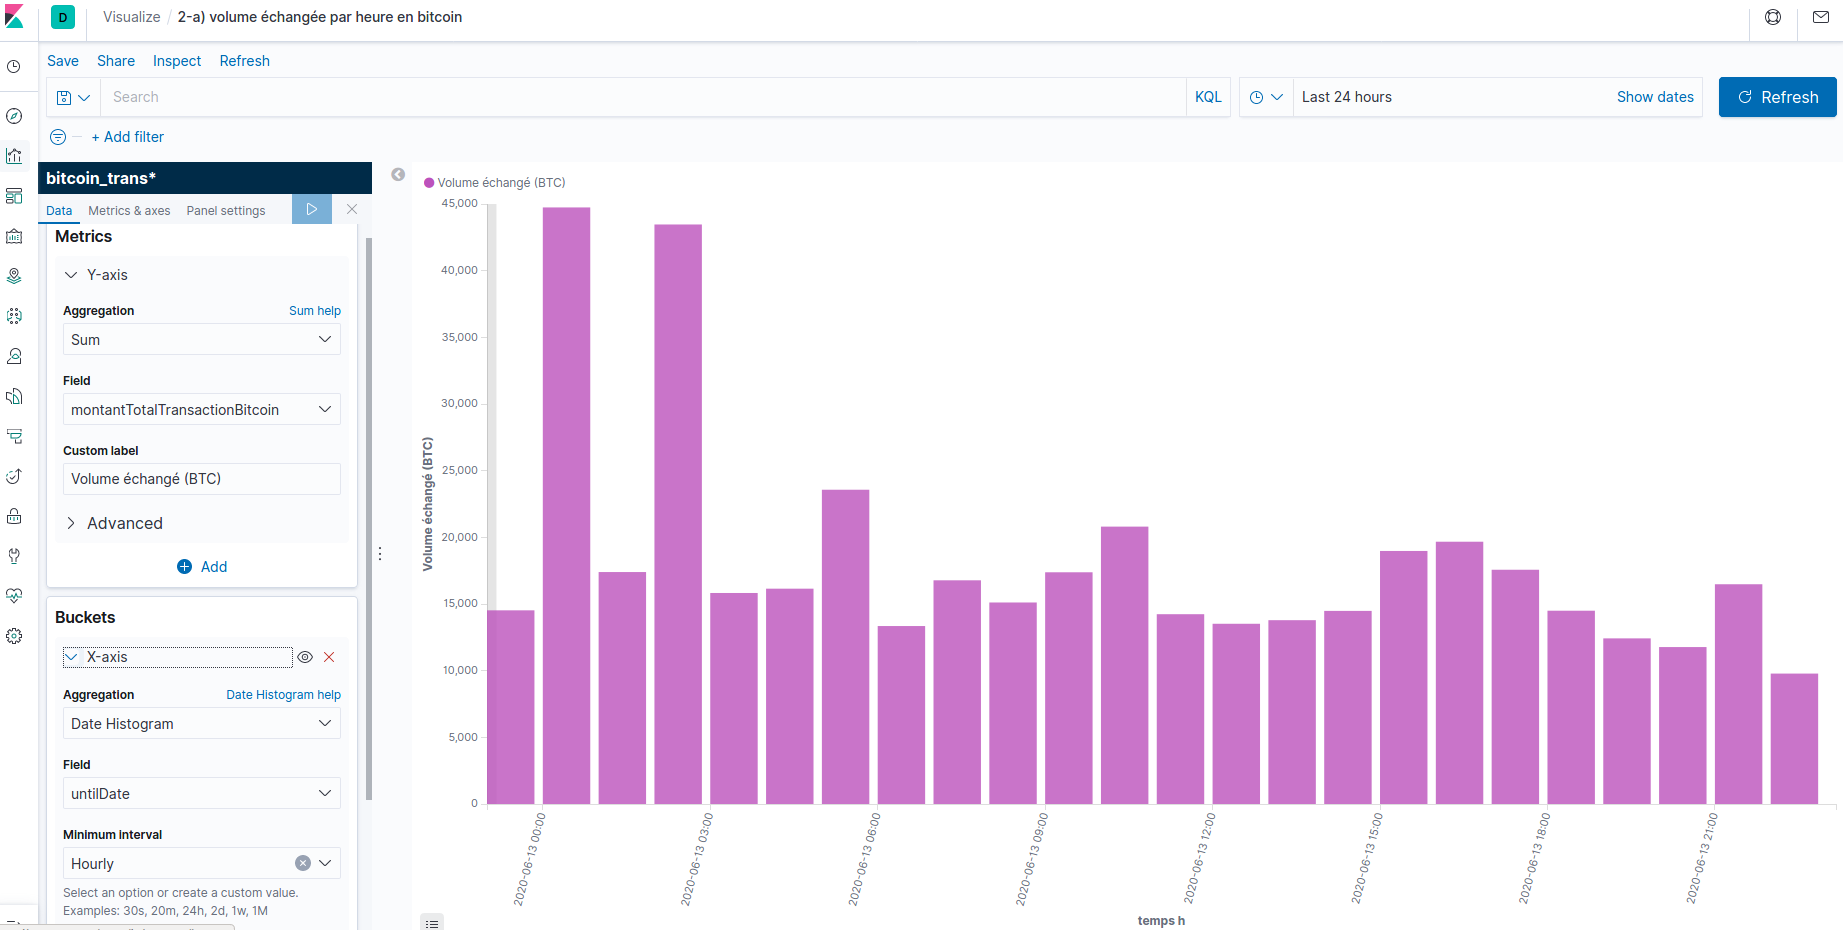 D
Visualize / 2-a) volume échangée par heure en bitcoin
Save Share Inspect Refresh
Search KQL Last 24 hours Show dates Refresh
+ Add filter
bitcoin_trans*
Data Metrics & axes Panel settings
Metrics
Y-axis
Aggregation Sum help
Sum
Field
montantTotalTransactionBitcoin
Custom label
Volume échangé (BTC)
Advanced
Add
Buckets
X-axis
Aggregation Date Histogram help
Date Histogram
Field
untilDate
Minimum interval
Hourly
Select an option or create a custom value.
Examples: 30s, 20m, 24h, 2d, 1w, 1M
Volume échangé (BTC)
45,000
40,000
35,000
30,000
25,000
20,000
15,000
10,000
5,000
0
Volume échangé (BTC)
2020-06-13 00:00
2020-06-13 03:00
2020-06-13 06:00
2020-06-13 09:00
2020-06-13 12:00
2020-06-13 15:00
2020-06-13 18:00
2020-06-13 21:00
temps h